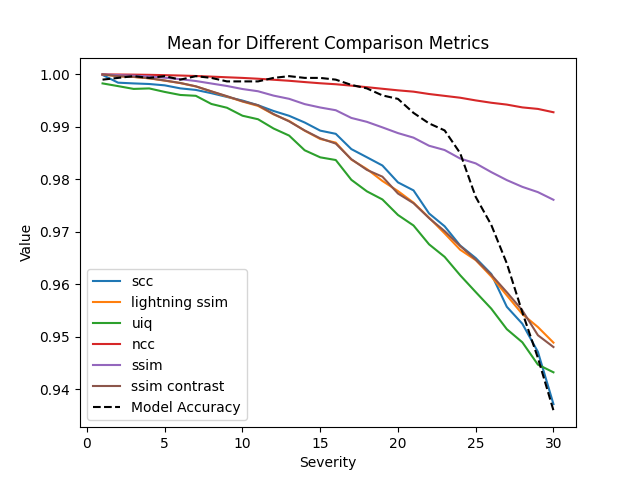 Mean for Different Comparison Metrics
Value
1.00
0.99
0.98
0.97
0.96
0.95
0.94
scc
lightning ssim
uiq
ncc
ssim
ssim contrast
Model Accuracy
0 5 10 15 20 25 30
Severity